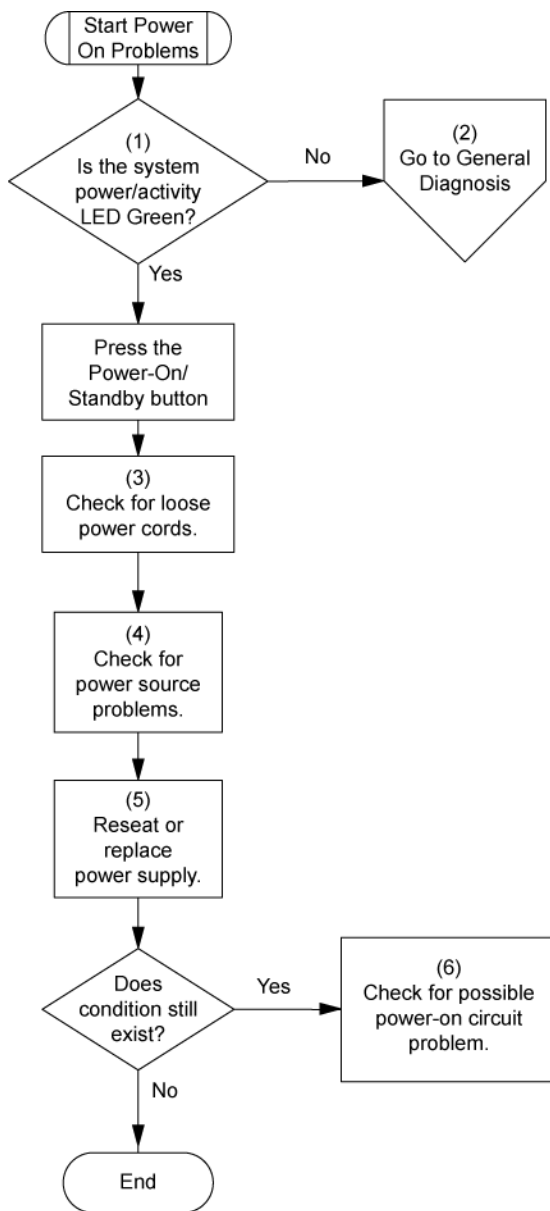 Start Power
On Problems
(1)
Is the system
power/activity
LED Green?
No
(2)
Go to General
Diagnosis
Yes
Press the
Power-On/
Standby button
(3)
Check for loose
power cords.
(4)
Check for
power source
problems.
(5)
Reseat or
replace
power supply.
Does
condition still
exist?
Yes
(6)
Check for possible
power-on circuit
problem.
No
End